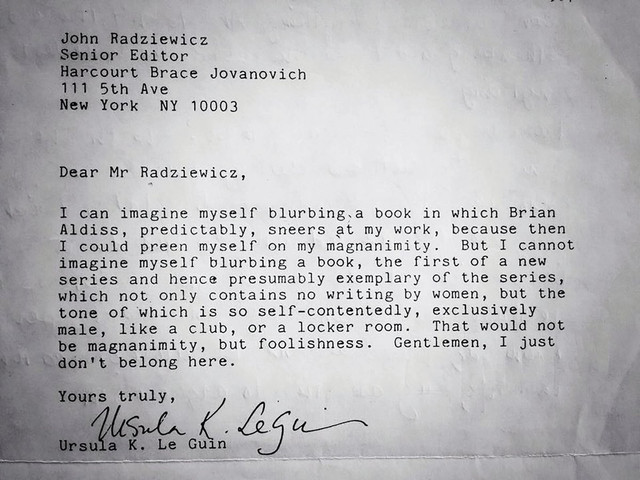 John Radziewicz
Senior Editor
Harcourt Brace Jovanovich
111 5th Ave
New York  NY 10003
Dear Mr Radziewicz,
I can imagine myself blurbing a book in which Brian
Aldiss, predictably, sneers at my work, because then
I could preen myself on my magnanimity.  But I cannot
imagine myself blurbing a book, the first of a new
series and hence presumably exemplary of the series,
which not only contains no writing by women, but the
tone of which is so self-contentedly, exclusively
male, like a club, or a locker room.  That would not
be magnanimity, but foolishness.  Gentlemen, I just
don't belong here.
Yours truly,
Ursula K. LeGuin
Ursula K. Le Guin